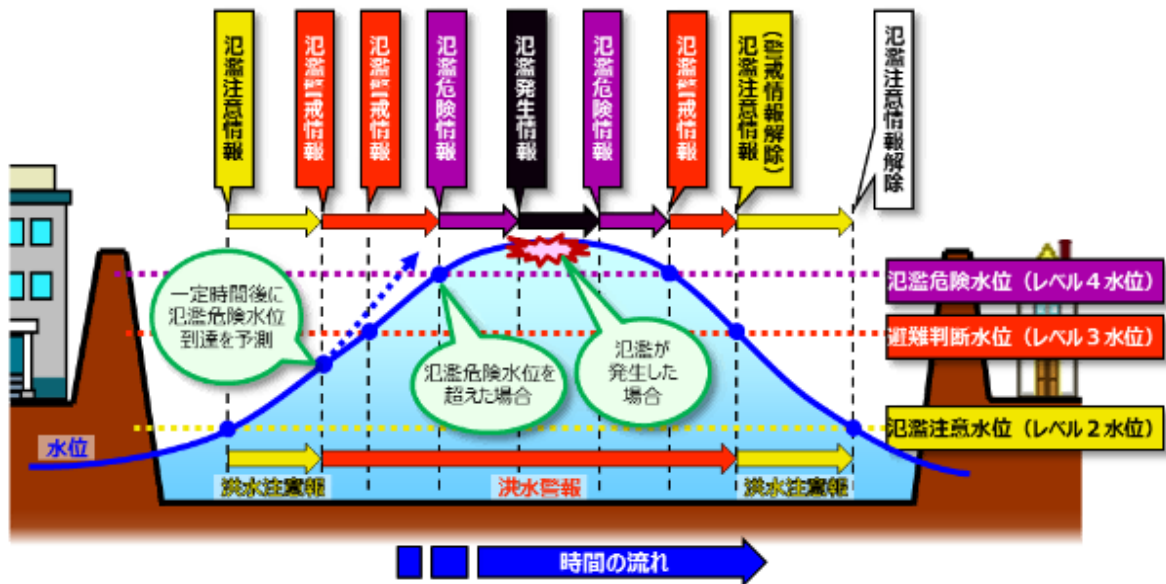 氾濫注意情報
氾濫警戒情報
氾濫警戒情報
氾濫危険情報
氾濫発生情報
氾濫危険情報
氾濫警戒情報
氾濫注意情報
(警戒情報解除)
氾濫注意情報解除
一定時間後に
氾濫危険水位
到達を予測
氾濫危険水位を
超えた場合
氾濫が
発生した
場合
氾濫危険水位(レベル4水位)
避難判断水位(レベル3水位)
氾濫注意水位(レベル2水位)
水位
洪水注意報
洪水警報
洪水注意報
時間の流れ